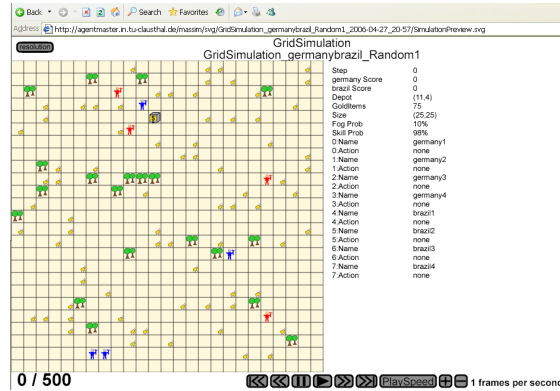 Back
Search
Favorites
Address http://agentmaster.in.tu-clausthal.de/massim/svg/GridSimulation_germanybrazil_Random1_2006-04-27_20-57/SimulationPreview.svg
resolution
GridSimulation
GridSimulation_germanybrazil_Random1
Step 0
germany Score 0
brazil Score 0
Depot (11,4)
GoldItems 75
Size (25,25)
Fog Prob 10%
Skill Prob 98%
0:Name germany1
0:Action none
1:Name germany2
1:Action none
2:Name germany3
2:Action none
3:Name germany4
3:Action none
4:Name brazil1
4:Action none
5:Name brazil2
5:Action none
6:Name brazil3
6:Action none
7:Name brazil4
7:Action none
0 / 500
PlaySpeed
1 frames per secon